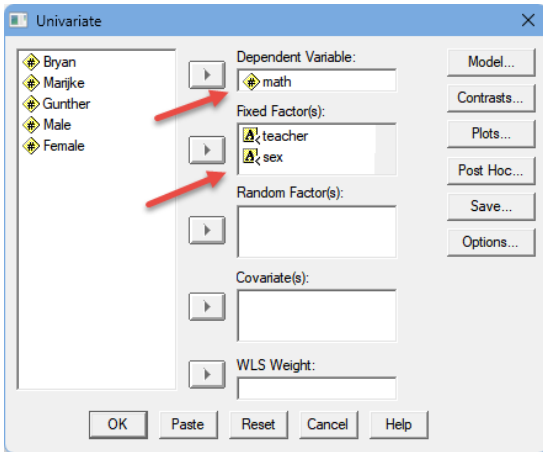 Univariate
Bryan
Marijke
Gunther
Male
Female
Dependent Variable:
math
Fixed Factor(s):
teacher
sex
Random Factor(s):
Covariate(s):
WLS Weight:
Model...
Contrasts...
Plots...
Post Hoc...
Save...
Options...
OK
Paste
Reset
Cancel
Help